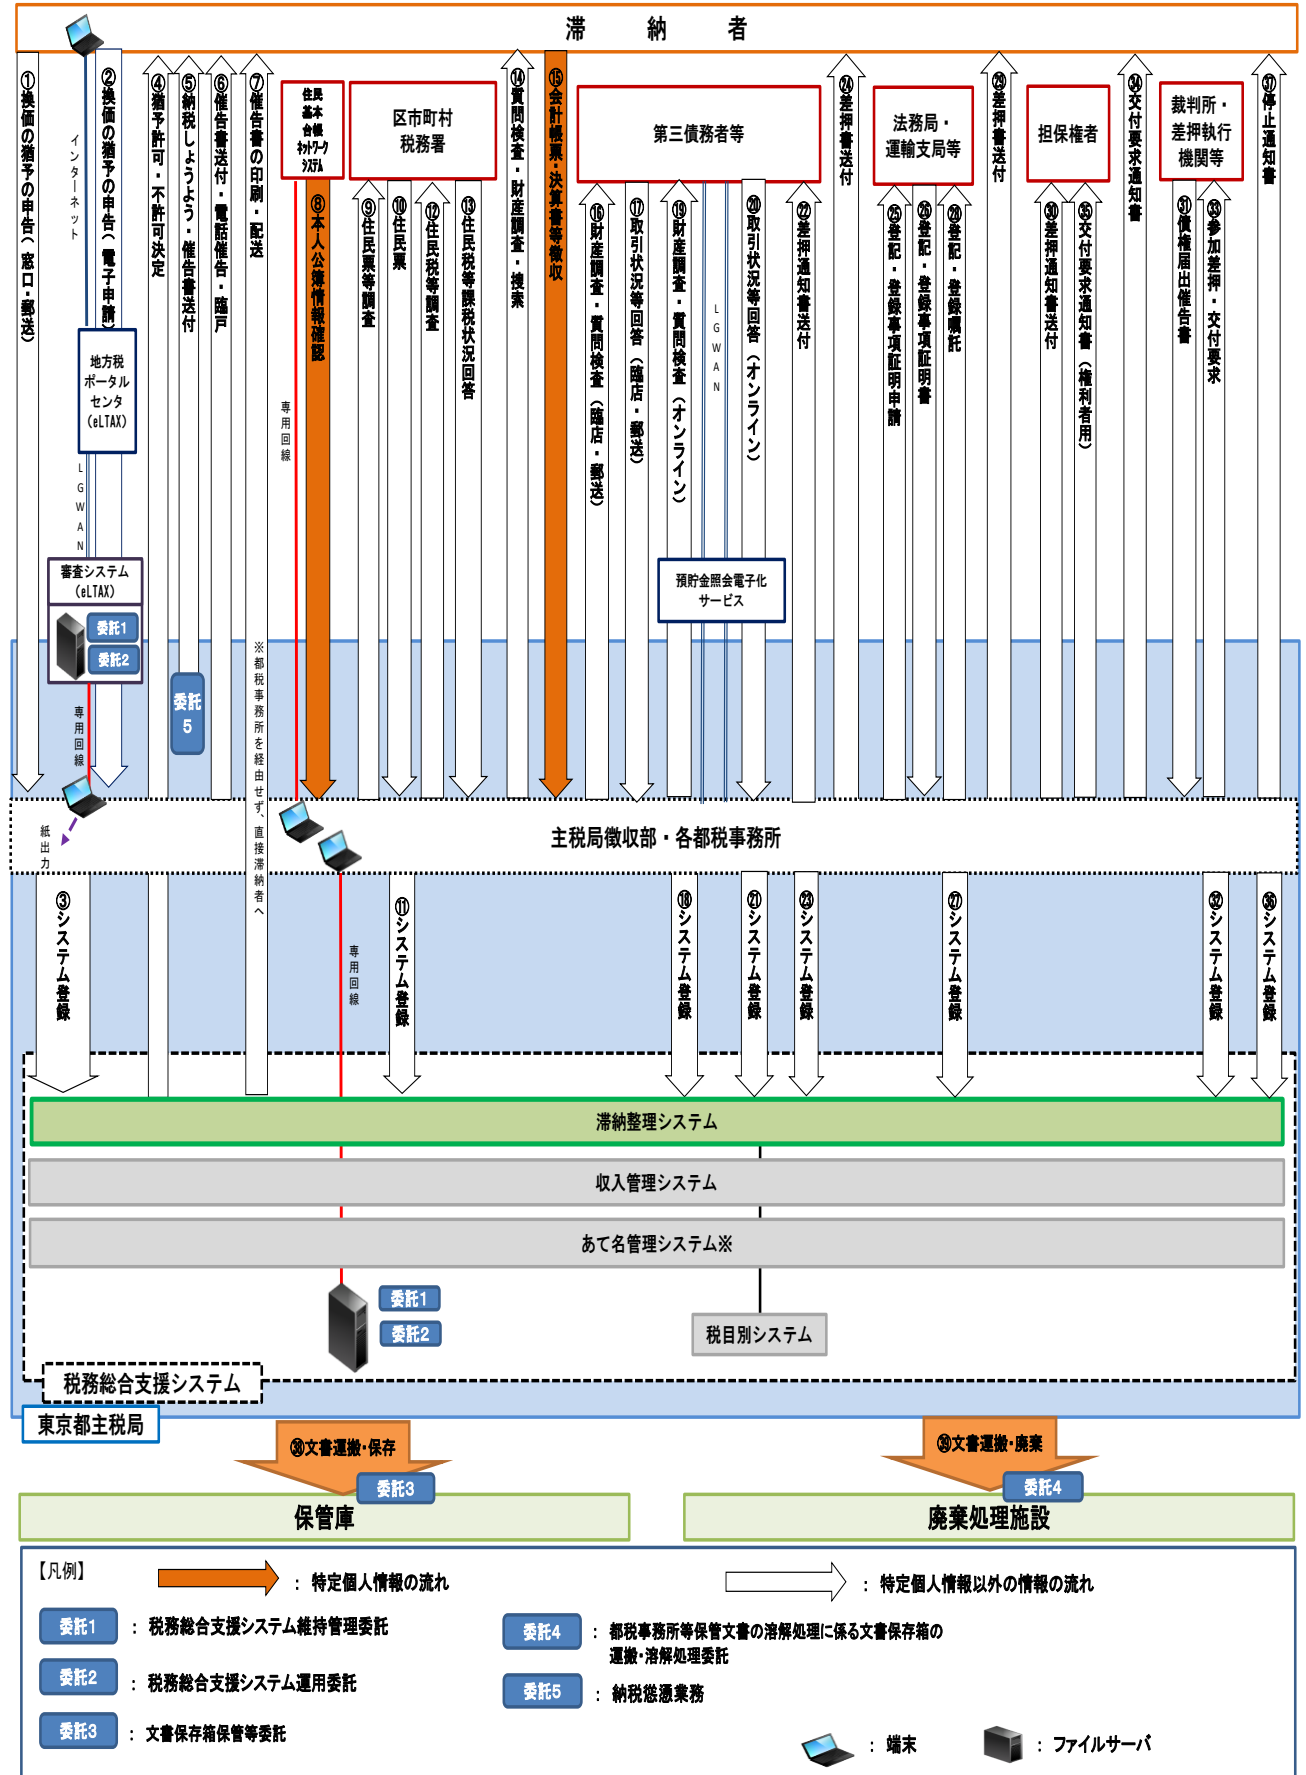 滞納者
①換価の猶予の申告(窓口・郵送)
インターネット
②換価の猶予の申告(電子申請)
④猶予許可・不許可決定
⑤納税しょうよう・催告書送付
⑥催告書送付・電話催告・臨戸
⑦催告書の印刷・配送
住民
基本
台帳
ネットワーク
システム
⑧本人公簿情報確認
区市町村
税務署
⑨住民票等調査
⑩住民票
⑫住民税等調査
⑬住民税等課税状況回答
⑭質問検査・財産調査・捜索
⑮会計帳票・決算書等徴収
第三債務者等
⑯財産調査・質問検査(臨店・郵送)
⑰取引状況等回答(臨店・郵送)
⑲財産調査・質問検査(オンライン)
LGWAN
⑳取引状況等回答(オンライン)
㉒差押通知書送付
㉔差押書送付
法務局・
運輸支局等
㉕登記・登録事項証明申請
㉖登記・登録事項証明書
㉘登記・登録嘱託
㉙差押書送付
担保権者
㉚差押通知書送付
㉟交付要求通知書(権利者用)
㉞交付要求通知書
裁判所・
差押執行
機関等
㉛債権届出催告書
㉝参加差押・交付要求
㊲停止通知書
地方税
ポータル
センタ
(eLTAX)
LGWAN
専用回線
審査システム
(eLTAX)
委託1
委託2
預貯金照会電子化
サービス
委託
5
専用回線
※都税事務所を経由せず、直接滞納者へ
紙出力
主税局徴収部・各都税事務所
③システム登録
専用回線
⑪システム登録
⑱システム登録
㉑システム登録
㉓システム登録
㉗システム登録
㉜システム登録
㊱システム登録
滞納整理システム
収入管理システム
あて名管理システム※
委託1
委託2
税目別システム
税務総合支援システム
東京都主税局
㊳文書運搬・保存
委託3
㊴文書運搬・廃棄
委託4
保管庫
廃棄処理施設
【凡例】
：特定個人情報の流れ
：特定個人情報以外の情報の流れ
委託1 ：税務総合支援システム維持管理委託
委託2 ：税務総合支援システム運用委託
委託3 ：文書保存箱保管等委託
委託4 ：都税事務所等保管文書の溶解処理に係る文書保存箱の
運搬・溶解処理委託
委託5 ：納税慫慂業務
：端末
：ファイルサーバ